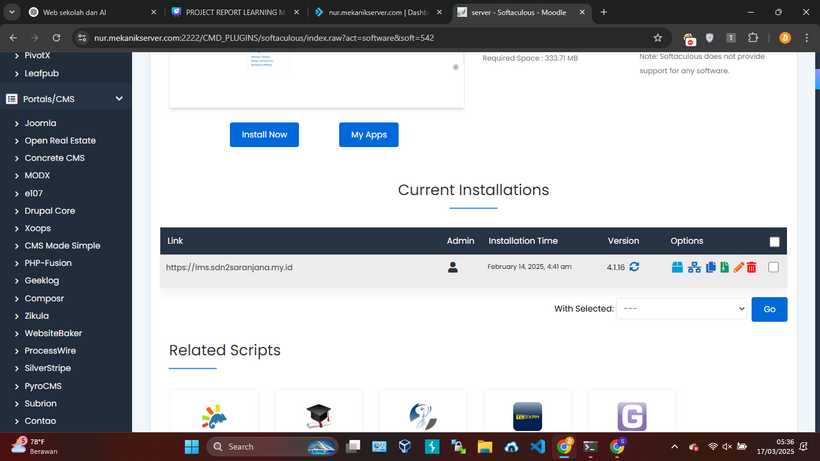 Web sekolah dan AI
PROJECT REPORT LEARNING M
nur.mekanikserver.com | Dashb
server - Softaculous - Moodle
nur.mekanikserver.com:2222/CMD_PLUGINS/softaculous/index.raw?act=software&soft=542
PivotX
Leafpub
Portals/CMS
Joomla
Open Real Estate
Concrete CMS
MODX
e107
Drupal Core
Xoops
CMS Made Simple
PHP-Fusion
Geeklog
Composr
Zikula
WebsiteBaker
ProcessWire
SilverStripe
PyroCMS
Subrion
Contao
Required Space : 333.71 MB
Note: Softaculous does not provide
support for any software.
Install Now
My Apps
Current Installations
Link Admin Installation Time Version Options
https://lms.sdn2saranjana.my.id February 14, 2025, 4:41 am 4.1.16
With Selected: --- Go
Related Scripts
TCEXAM
G
78°F
Berawan
Search
05:36
17/03/2025